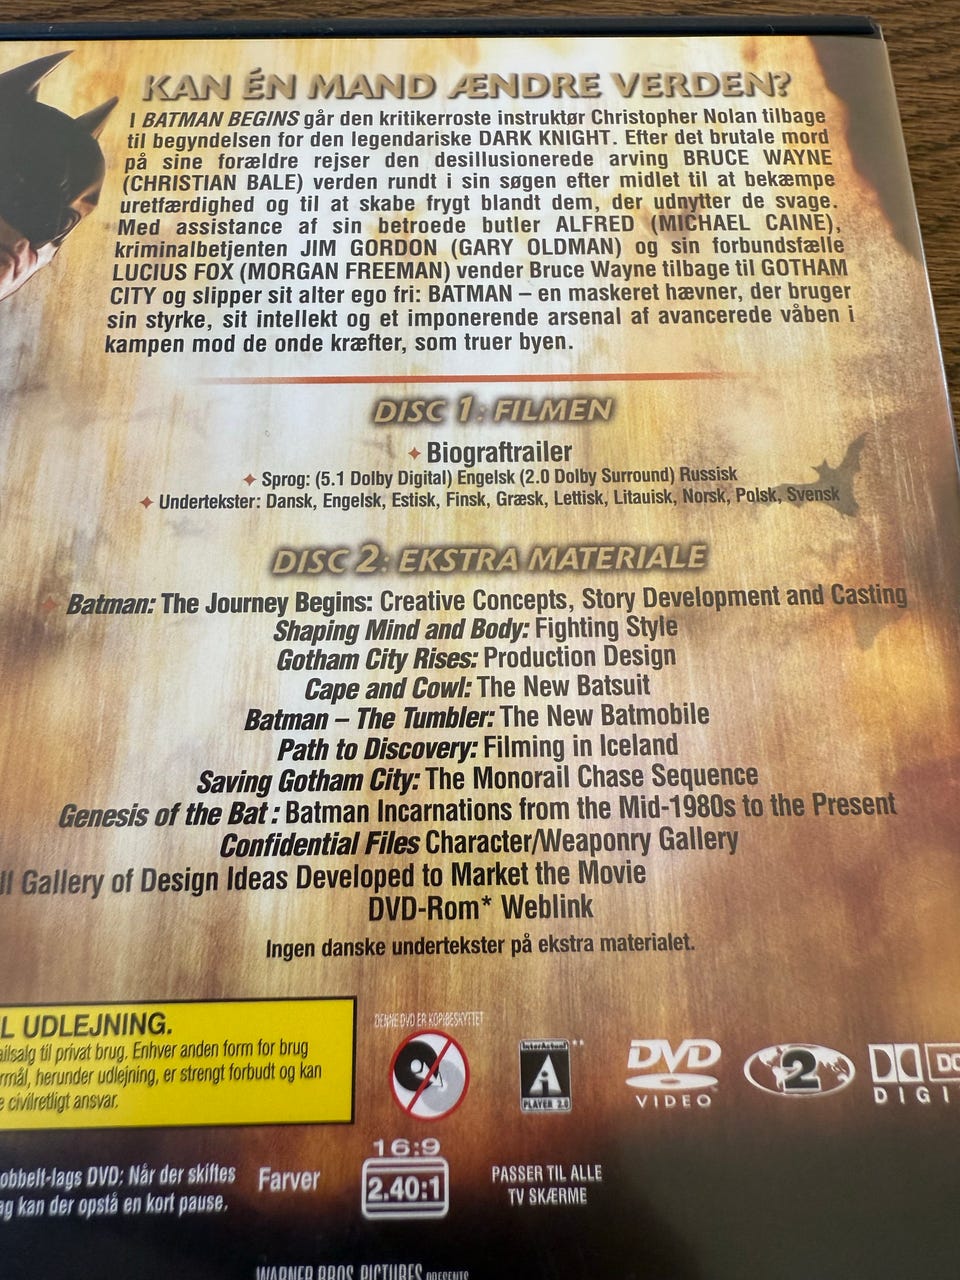 KAN ÉN MAND ÆNDRE VERDEN?
I BATMAN BEGINS går den kritikerroste instruktør Christopher Nolan tilbage
til begyndelsen for den legendariske DARK KNIGHT. Efter det brutale mord
på sine forældre rejser den desillusionerede arving BRUCE WAYNE
(CHRISTIAN BALE) verden rundt i sin søgen efter midlet til at bekæmpe
uretfærdighed og til at skabe frygt blandt dem, der udnytter de svage.
Med assistance af sin betroede butler ALFRED (MICHAEL CAINE),
kriminalbetjenten JIM GORDON (GARY OLDMAN) og sin forbundsfælle
LUCIUS FOX (MORGAN FREEMAN) vender Bruce Wayne tilbage til GOTHAM
CITY og slipper sit alter ego fri: BATMAN – en maskeret hævner, der bruger
sin styrke, sit intellekt og et imponerende arsenal af avancerede våben i
kampen mod de onde kræfter, som truer byen.
DISC 1: FILMEN
Biograftrailer
Sprog: (5.1 Dolby Digital) Engelsk (2.0 Dolby Surround) Russisk
Undertekster: Dansk, Engelsk, Estisk, Finsk, Græsk, Lettisk, Litauisk, Norsk, Polsk, Svensk
DISC 2: EKSTRA MATERIALE
Batman: The Journey Begins: Creative Concepts, Story Development and Casting
Shaping Mind and Body: Fighting Style
Gotham City Rises: Production Design
Cape and Cowl: The New Batsuit
Batman – The Tumbler: The New Batmobile
Path to Discovery: Filming in Iceland
Saving Gotham City: The Monorail Chase Sequence
Genesis of the Bat : Batman Incarnations from the Mid-1980s to the Present
Confidential Files Character/Weaponry Gallery
ll Gallery of Design Ideas Developed to Market the Movie
DVD-Rom* Weblink
Ingen danske undertekster på ekstra materialet.
L UDLEJNING.
ailsalg til privat brug. Enhver anden form for brug
rmål, herunder udlejning, er strengt forbudt og kan
e civilretligt ansvar.
DENNE DVD ER KOPIBESKYTTET
InterActual
PLAYER 2.0
**
DVD
VIDEO
2
DIGI
obbelt-lags DVD: Når der skiftes
ag kan der opstå en kort pause.
Farver
16:9
2.40:1
PASSER TIL ALLE
TV SKÆRME
WARNER BROS. PICTURES PRESENTS